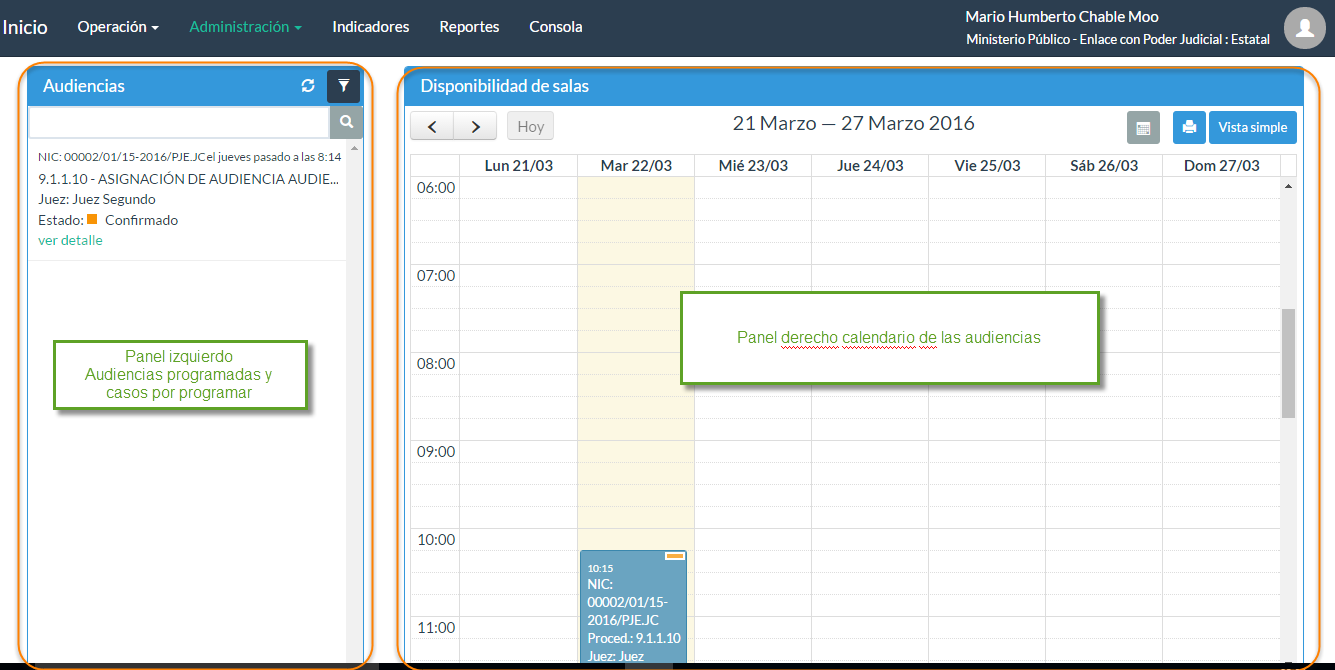 Inicio
Operación
Administración
Indicadores
Reportes
Consola
Mario Humberto Chable Moo
Ministerio Público - Enlace con Poder Judicial : Estatal
Audiencias
NIC: 00002/01/15-2016/PJE.JCel jueves pasado a las 8:14
9.1.1.10 - ASIGNACIÓN DE AUDIENCIA AUDIE...
Juez: Juez Segundo
Estado: Confirmado
ver detalle
Panel izquierdo
Audiencias programadas y
casos por programar
Disponibilidad de salas
Hoy
21 Marzo — 27 Marzo 2016
Vista simple
Lun 21/03
Mar 22/03
Mié 23/03
Jue 24/03
Vie 25/03
Sáb 26/03
Dom 27/03
06:00
07:00
Panel derecho calendario de las audiencias
08:00
09:00
10:00
10:15
NIC:
00002/01/15-
2016/PJE.JC
Proced.: 9.1.1.10
Juez: Juez
11:00